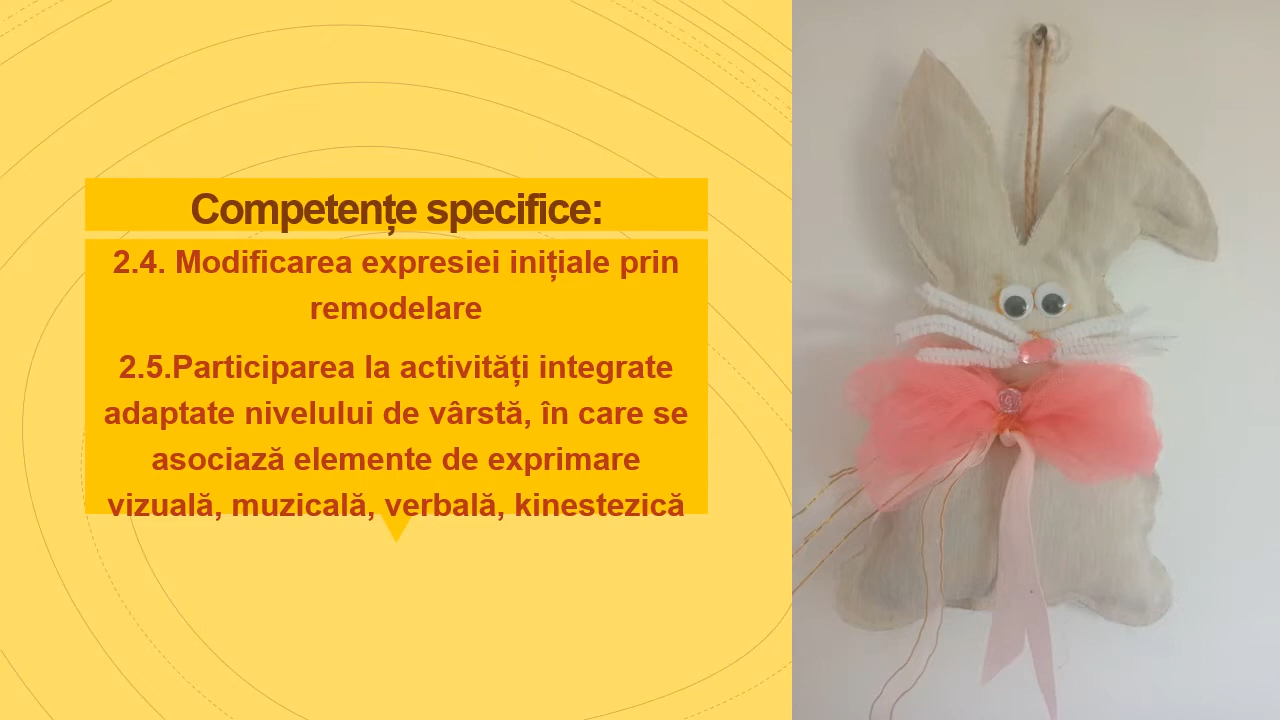 Competențe specifice:
2.4. Modificarea expresiei inițiale prin
remodelare
2.5.Participarea la activități integrate
adaptate nivelului de vârstă, în care se
asociază elemente de exprimare
vizuală, muzicală, verbală, kinestezică